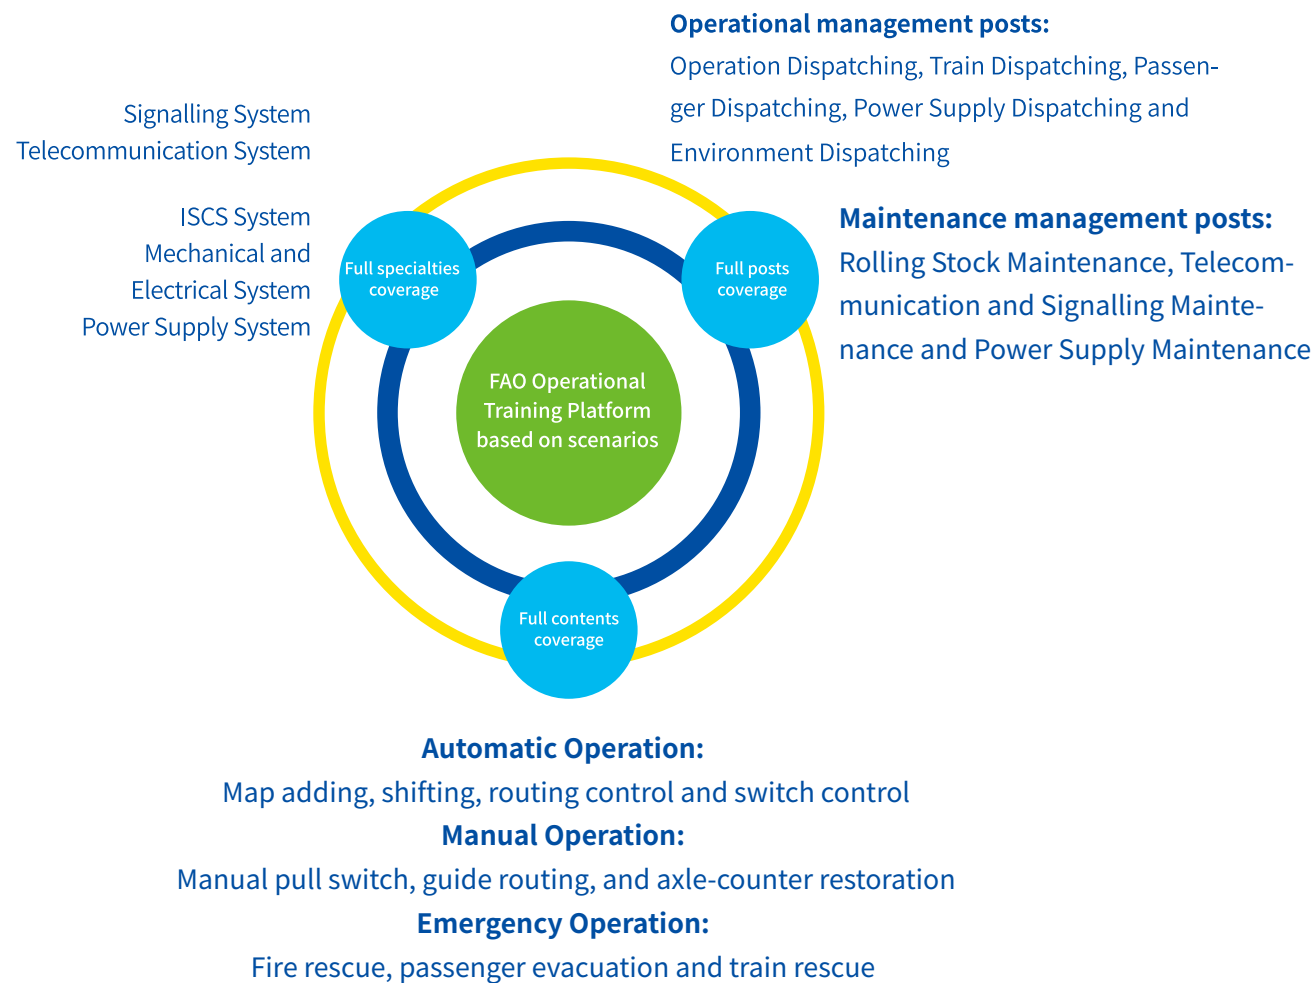 Operational management posts:
Operation Dispatching, Train Dispatching, Passen-
ger Dispatching, Power Supply Dispatching and
Environment Dispatching
Signalling System
Telecommunication System
ISCS System
Mechanical and
Electrical System
Power Supply System
Maintenance management posts:
Rolling Stock Maintenance, Telecom-
munication and Signalling Mainte-
nance and Power Supply Maintenance
Full specialties
coverage
Full posts
coverage
FAO Operational
Training Platform
based on scenarios
Full contents
coverage
Automatic Operation:
Map adding, shifting, routing control and switch control
Manual Operation:
Manual pull switch, guide routing, and axle-counter restoration
Emergency Operation:
Fire rescue, passenger evacuation and train rescue